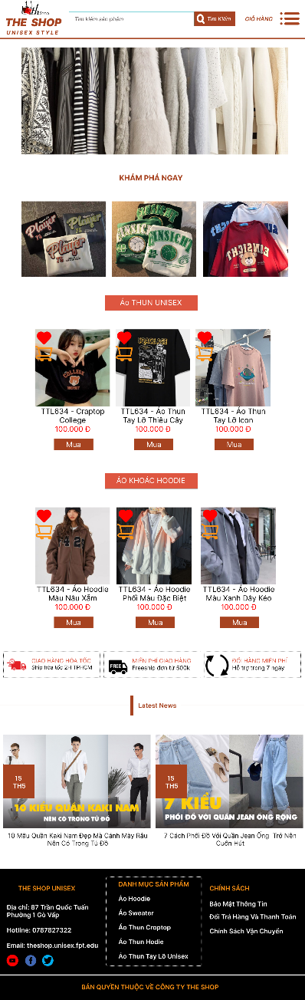 th Shop
THE SHOP
UNISEX STYLE
Tìm kiếm sản phẩm
Tìm Kiếm
GIỎ HÀNG
KHÁM PHÁ NGAY
Player
Player
Player
EINSICHT
EINSICHT
Áo THUN UNISEX
COLLEGE
SPACE AGE
TTL634 - Craptop
College
100.000 Đ
Mua
TTL634 - Áo Thun
Tay Lỡ Thiêu Cây
100.000 Đ
Mua
TTL634 - Áo Thun
Tay Lỡ Icon
100.000 Đ
Mua
ÁO KHOÁC HOODIE
TTL634 - Áo Hoodie
Màu Nâu Xẫm
100.000 Đ
Mua
TTL634 - Áo Hoodie
Phối Màu Đặc Biệt
100.000 Đ
Mua
TTL634 - Áo Hoodie
Màu Xanh Dây Kéo
100.000 Đ
Mua
GIAO HÀNG HỎA TỐC
Ship hỏa tốc 2H TPHCM
FREE
MIỄN PHÍ GIAO HÀNG
Freeship đơn từ 500k
ĐỔI HÀNG MIỄN PHÍ
Hỗ trợ trong 7 ngày
Latest News
15
TH5
10 KIỂU QUẦN KAKI NAM
NÊN CÓ TRONG TỦ ĐỒ
15
TH5
7 KIỂU
PHỐI ĐỒ VỚI QUẦN JEAN ỐNG RỘNG
10 Mẫu Quần Kaki Nam Đẹp Mà Cánh Mày Râu
Nên Có Trong Tủ Đồ
7 Cách Phối Đồ Với Quần Jean Ống Trở Nên
Cuốn Hút
THE SHOP UNISEX
Địa chỉ: 87 Trần Quốc Tuấn
Phường 1 Gò Vấp
Hotline: 0787827322
Email: theshop.unisex.fpt.edu
DANH MỤC SẢN PHẨM
Áo Hoodie
Áo Sweater
Áo Thun Croptop
Áo Thun Hodie
Áo Thun Tay Lỡ Unisex
CHÍNH SÁCH
Bảo Mật Thông Tin
Đổi Trả Hàng Và Thanh Toán
Chính Sách Vận Chuyển
BẢN QUYỀN THUỘC VỀ CÔNG TY THE SHOP